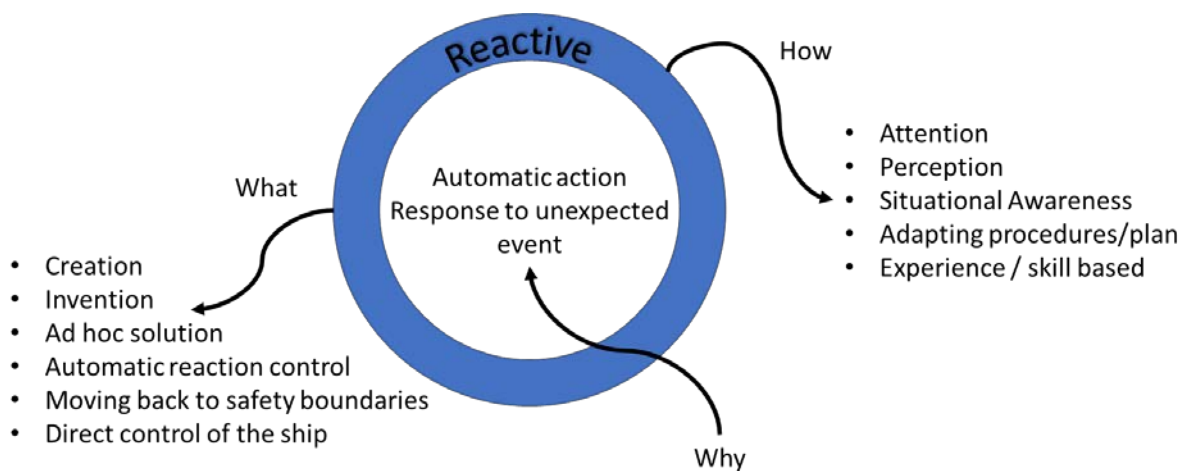 Reactive
How
• Attention
• Perception
• Situational Awareness
• Adapting procedures/plan
• Experience / skill based
Automatic action
Response to unexpected
event
What
• Creation
• Invention
• Ad hoc solution
• Automatic reaction control
• Moving back to safety boundaries
• Direct control of the ship
Why